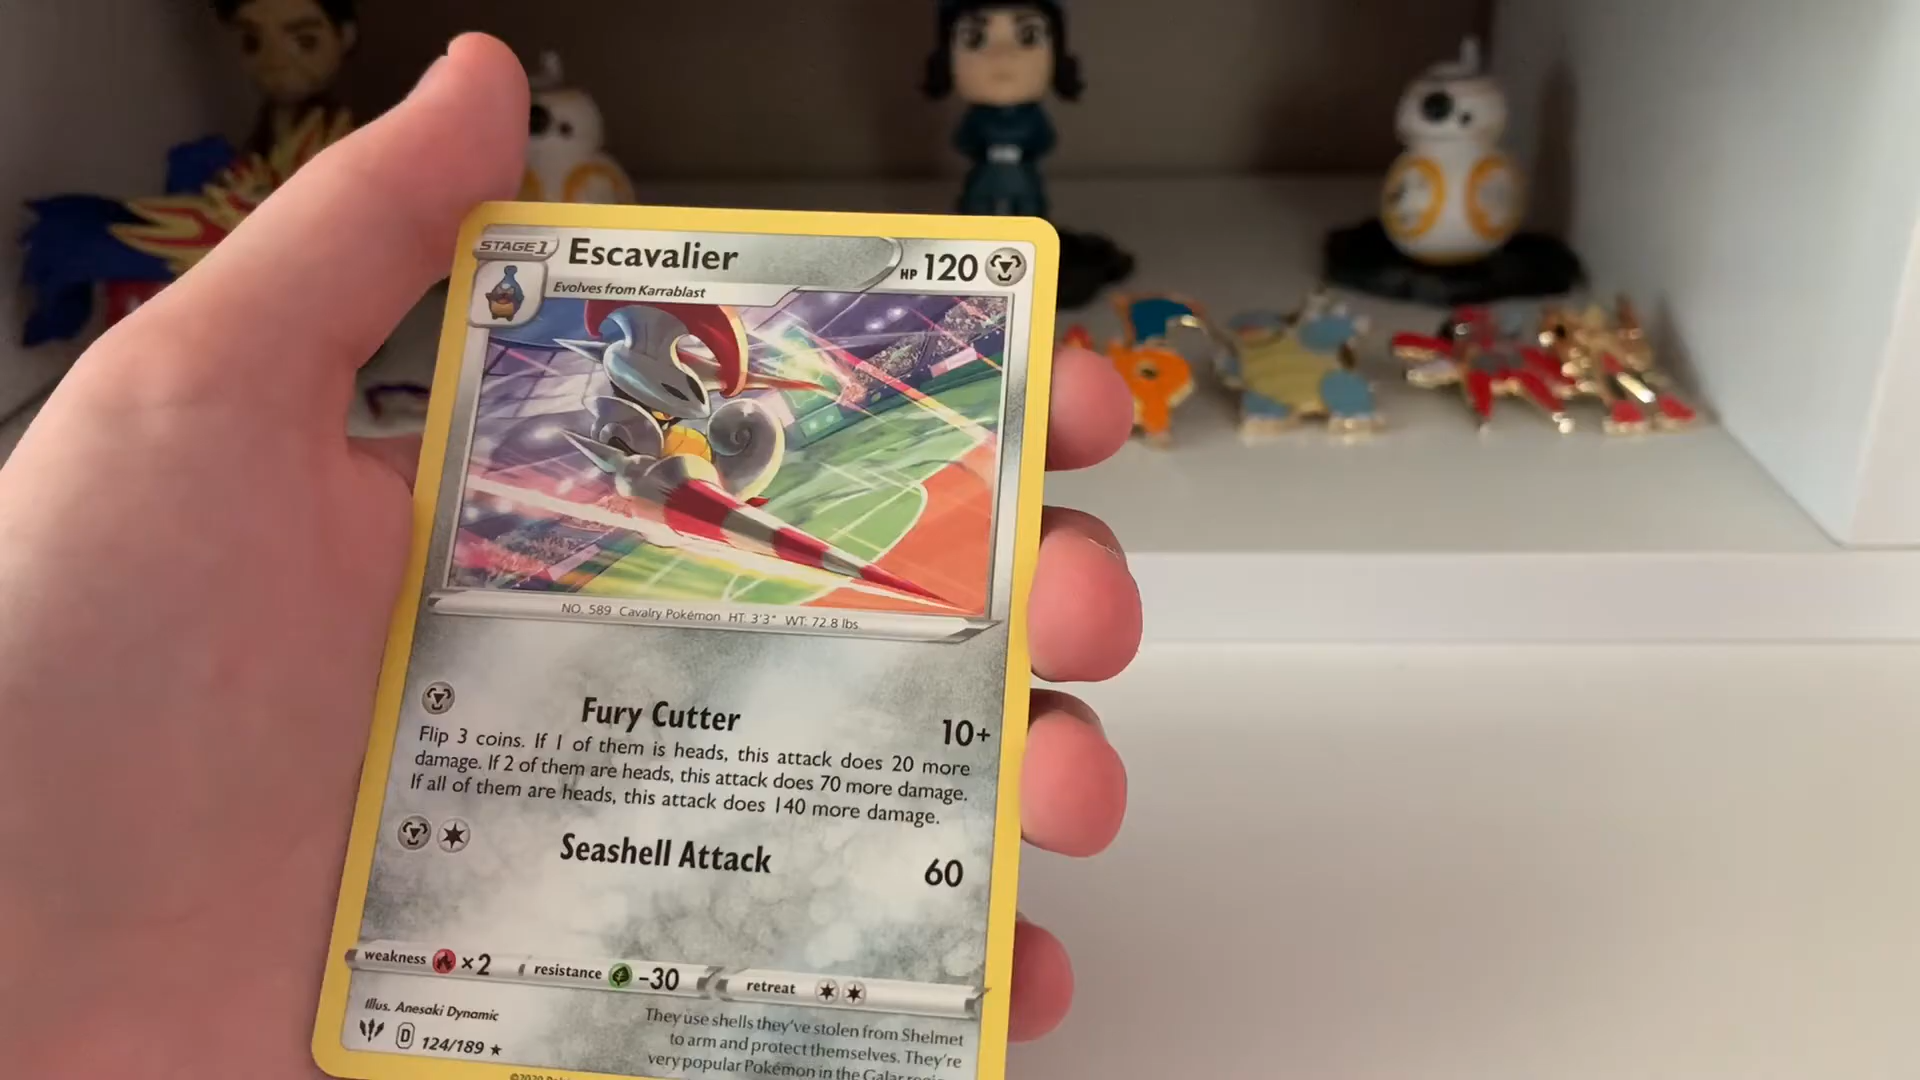 STAGE 1
Escavalier
HP 120
Evolves from Karrablast
NO. 589 Cavalry Pokémon HT: 3'3" WT: 72.8 lbs.
Fury Cutter 10+
Flip 3 coins. If 1 of them is heads, this attack does 20 more
damage. If 2 of them are heads, this attack does 70 more damage.
If all of them are heads, this attack does 140 more damage.
Seashell Attack 60
weakness ×2 resistance -30 retreat
Illus. Anesaki Dynamic
D 124/189 ★
They use shells they've stolen from Shelmet
to arm and protect themselves. They're
very popular Pokémon in the Galar
©2020